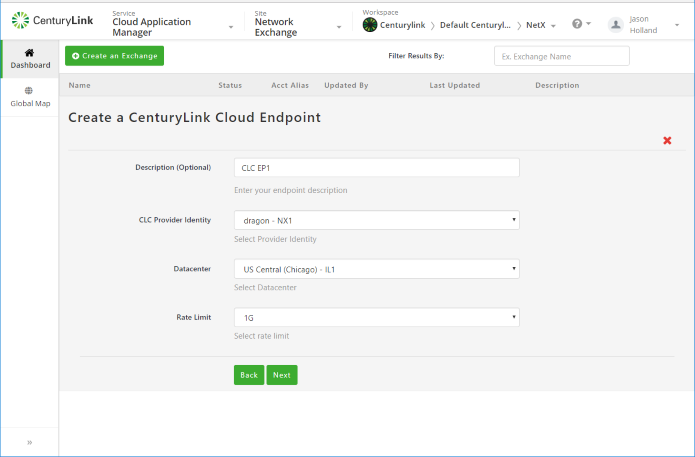 CenturyLink
Service
Cloud Application
Manager
Site
Network
Exchange
Workspace
Centurylink
Default Centuryl...
NetX
?
Jason
Holland
Dashboard
Global Map
Create an Exchange
Filter Results By:
Ex. Exchange Name
Name Status Acct Alias Updated By Last Updated Description
Create a CenturyLink Cloud Endpoint
Description (Optional)
CLC EP1
Enter your endpoint description
CLC Provider Identity
dragon - NX1
Select Provider Identity
Datacenter
US Central (Chicago) - IL1
Select Datacenter
Rate Limit
1G
Select rate limit
Back
Next
»